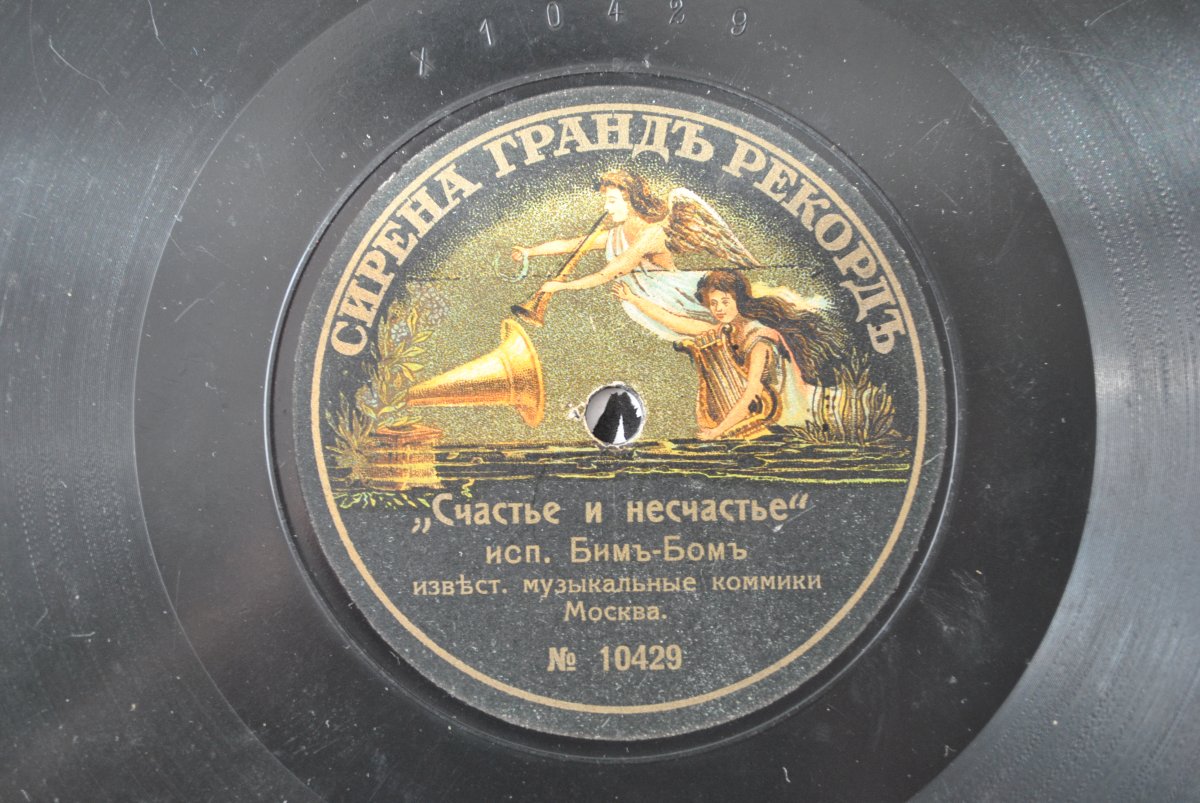 X 10429
СИРЕНА ГРАНДЪ РЕКОРДЪ
„Счастье и несчастье“
исп. Бимъ-Бомъ
извѣст. музыкальные коммики
Москва.
№ 10429